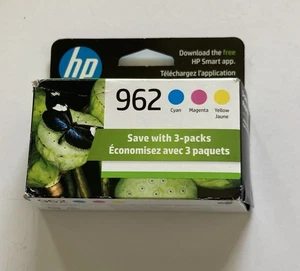 Download the free
HP Smart app.
Téléchargez l'application
hp
962
Cyan
Magenta
Yellow
Jaune
Save with 3-packs
Économisez avec 3 paquets
962